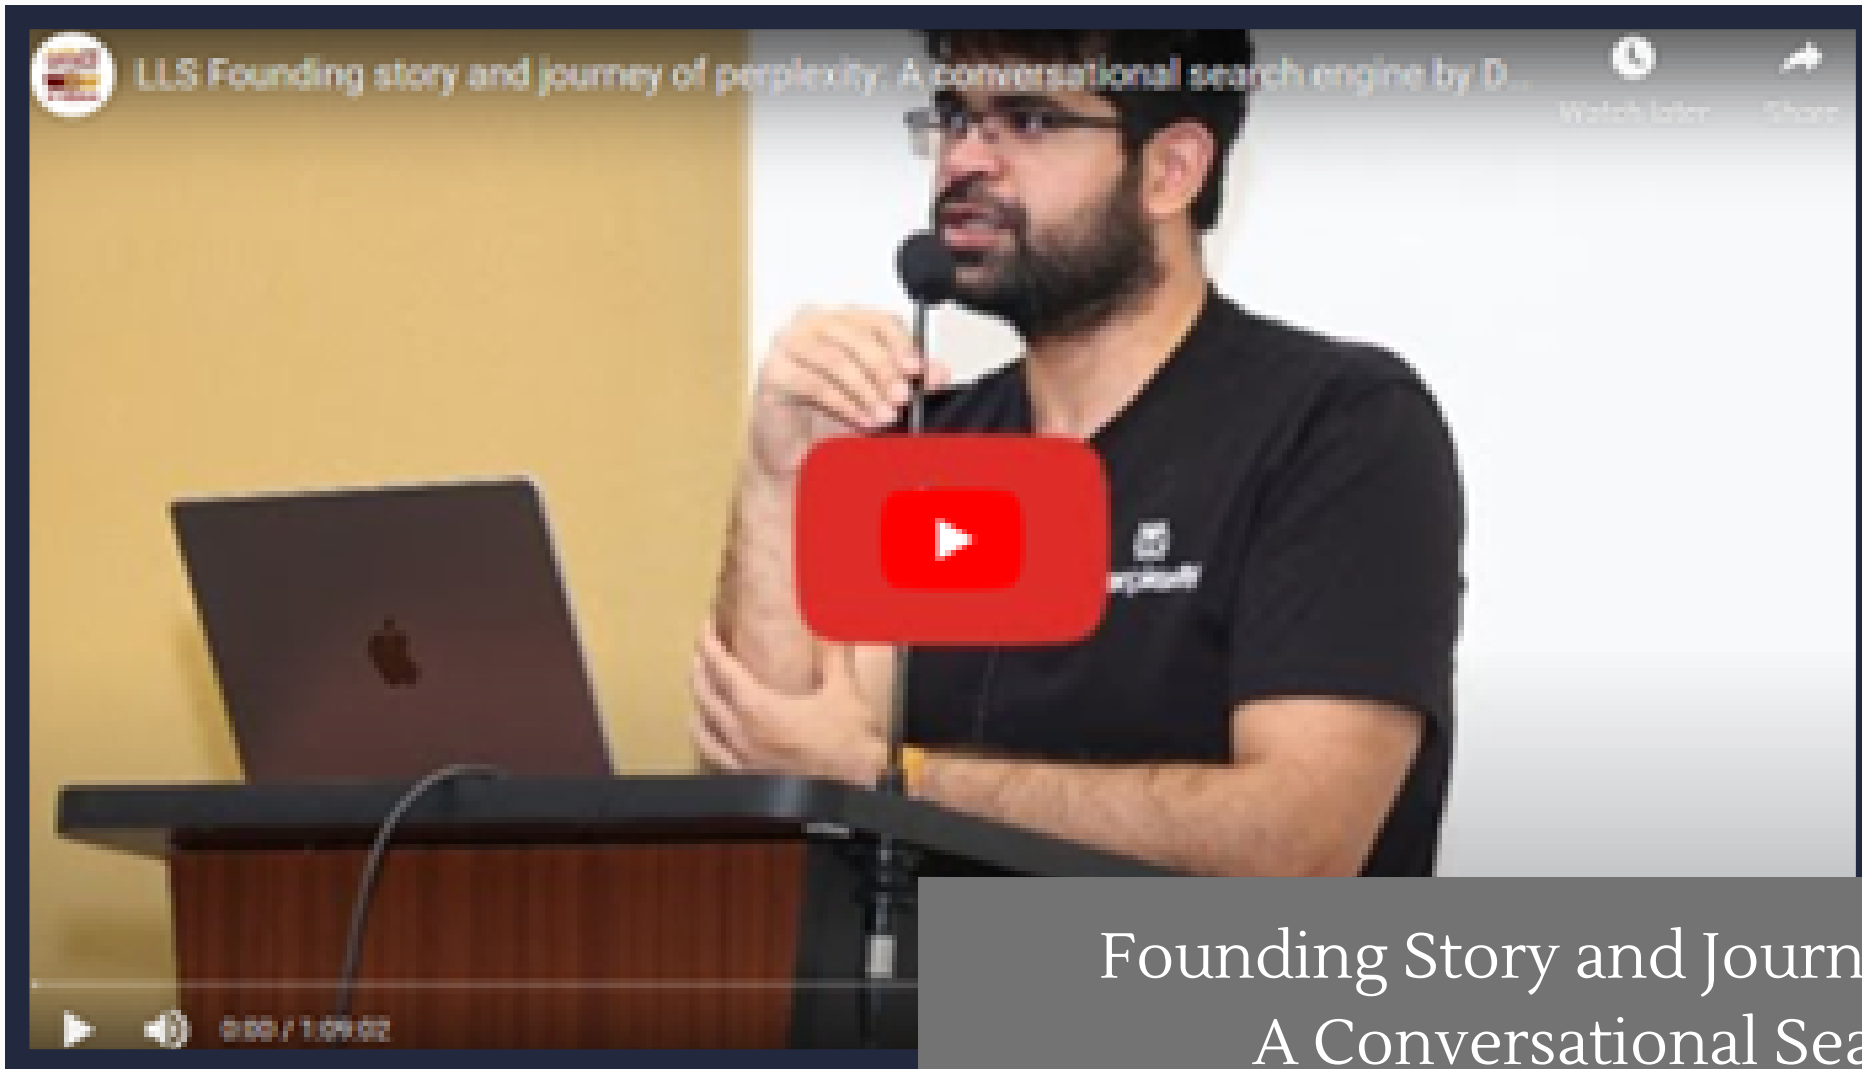 LLS Founding story and journey of perplexity: A conversational search engine by D...
Watch later
Share
0:00 / 1:09:02
Founding Story and Journ
A Conversational Sea